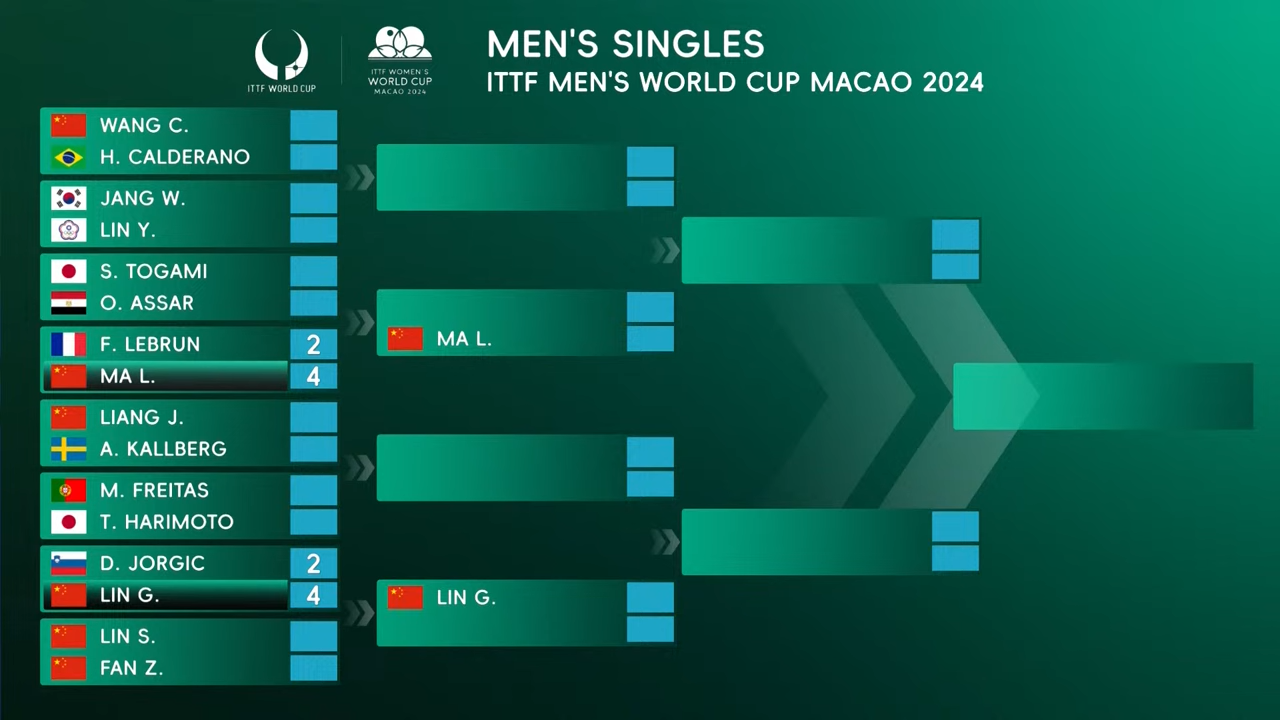 ITTF WORLD CUP
ITTF WOMEN'S
WORLD CUP
MACAO 2024
MEN'S SINGLES
ITTF MEN'S WORLD CUP MACAO 2024
WANG C.
H. CALDERANO
JANG W.
LIN Y.
S. TOGAMI
O. ASSAR
F. LEBRUN 2
MA L. 4
LIANG J.
A. KALLBERG
M. FREITAS
T. HARIMOTO
D. JORGIC 2
LIN G. 4
LIN S.
FAN Z.
MA L.
LIN G.